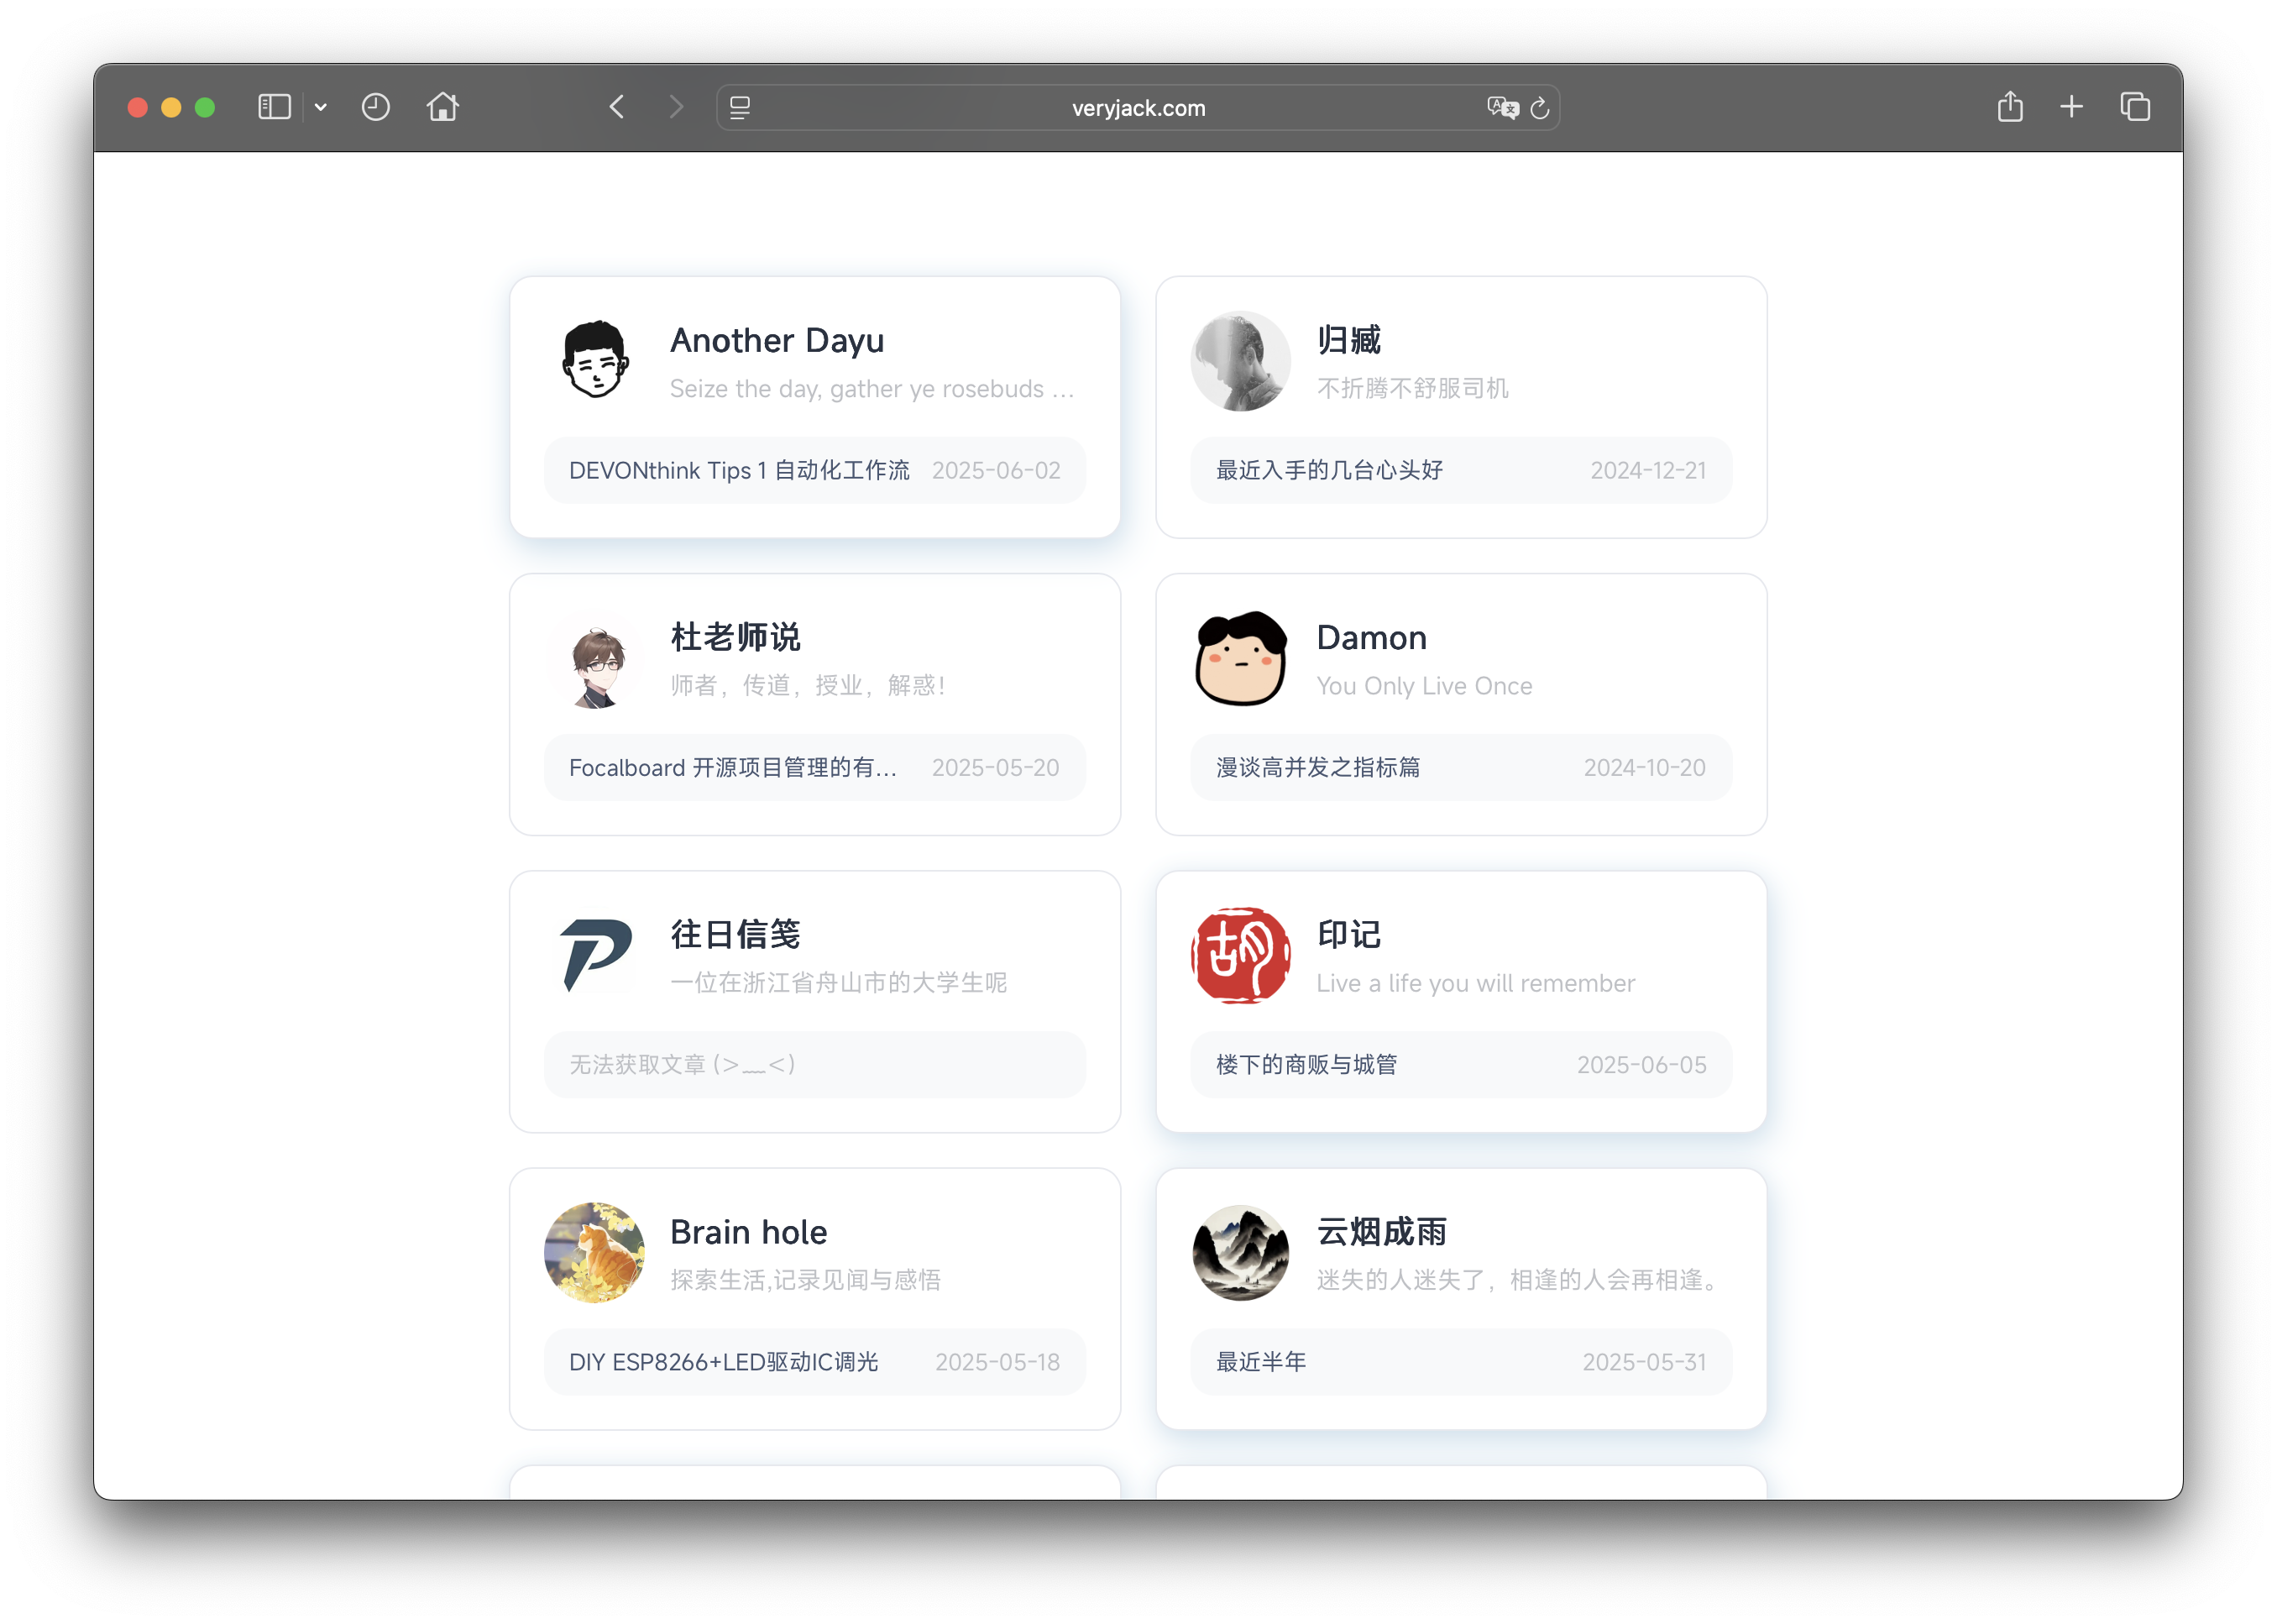 veryjack.com
Another Dayu
Seize the day, gather ye rosebuds ...
DEVONthink Tips 1 自动化工作流 2025-06-02
归臧
不折腾不舒服司机
最近入手的几台心头好 2024-12-21
杜老师说
师者，传道，授业，解惑！
Focalboard 开源项目管理的有... 2025-05-20
Damon
You Only Live Once
漫谈高并发之指标篇 2024-10-20
往日信笺
一位在浙江省舟山市的大学生呢
无法获取文章 (>﹏<)
胡
印记
Live a life you will remember
楼下的商贩与城管 2025-06-05
Brain hole
探索生活,记录见闻与感悟
DIY ESP8266+LED驱动IC调光 2025-05-18
云烟成雨
迷失的人迷失了，相逢的人会再相逢。
最近半年 2025-05-31